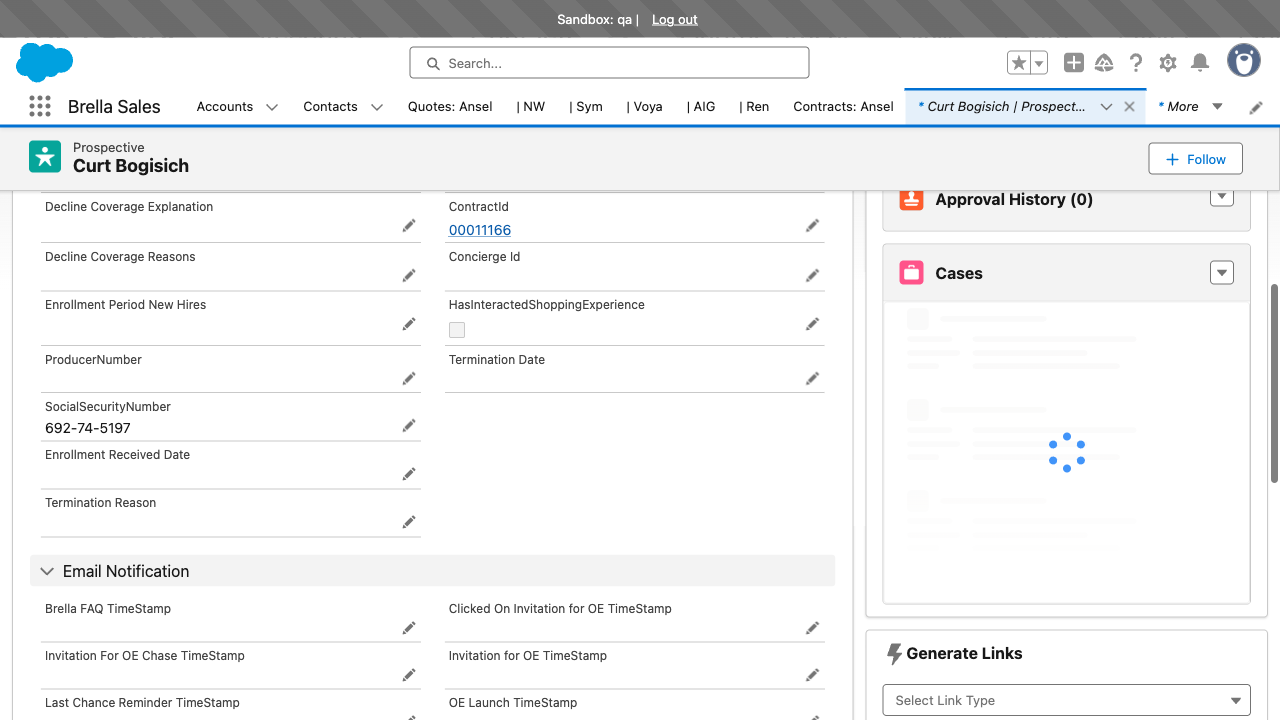 Sandbox: qa | Log out
Search...
Brella Sales
Accounts
Contacts
Quotes: Ansel
| NW
| Sym
| Voya
| AIG
| Ren
Contracts: Ansel
* Curt Bogisich | Prospect...
* More
Prospective
Curt Bogisich
Follow
Decline Coverage Explanation
ContractId
00011166
Decline Coverage Reasons
Concierge Id
Enrollment Period New Hires
HasInteractedShoppingExperience
ProducerNumber
Termination Date
SocialSecurityNumber
692-74-5197
Enrollment Received Date
Termination Reason
Email Notification
Brella FAQ TimeStamp
Clicked On Invitation for OE TimeStamp
Invitation For OE Chase TimeStamp
Invitation for OE TimeStamp
Last Chance Reminder TimeStamp
OE Launch TimeStamp
Approval History (0)
Cases
Generate Links
Select Link Type